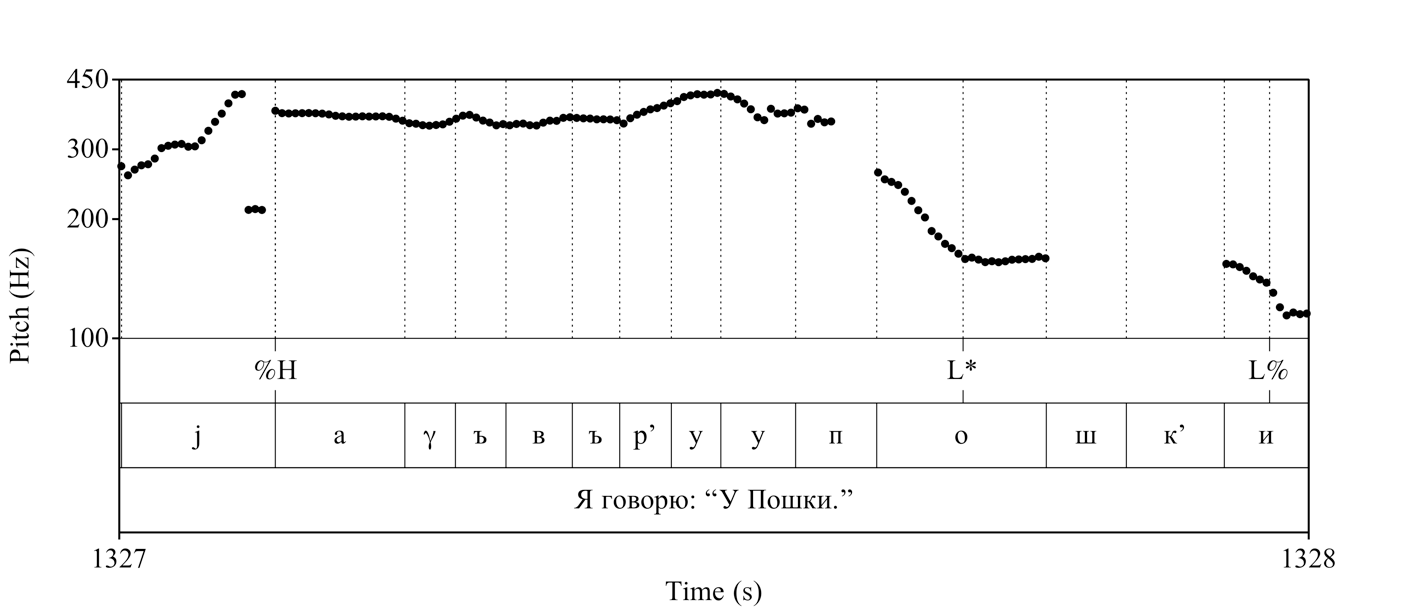 450
300
200
100
Pitch (Hz)
%H L* L%
ј а γ ъ в ъ р’ у у п о ш к’ и
Я говорю: “У Пошки.”
1327 1328
Time (s)